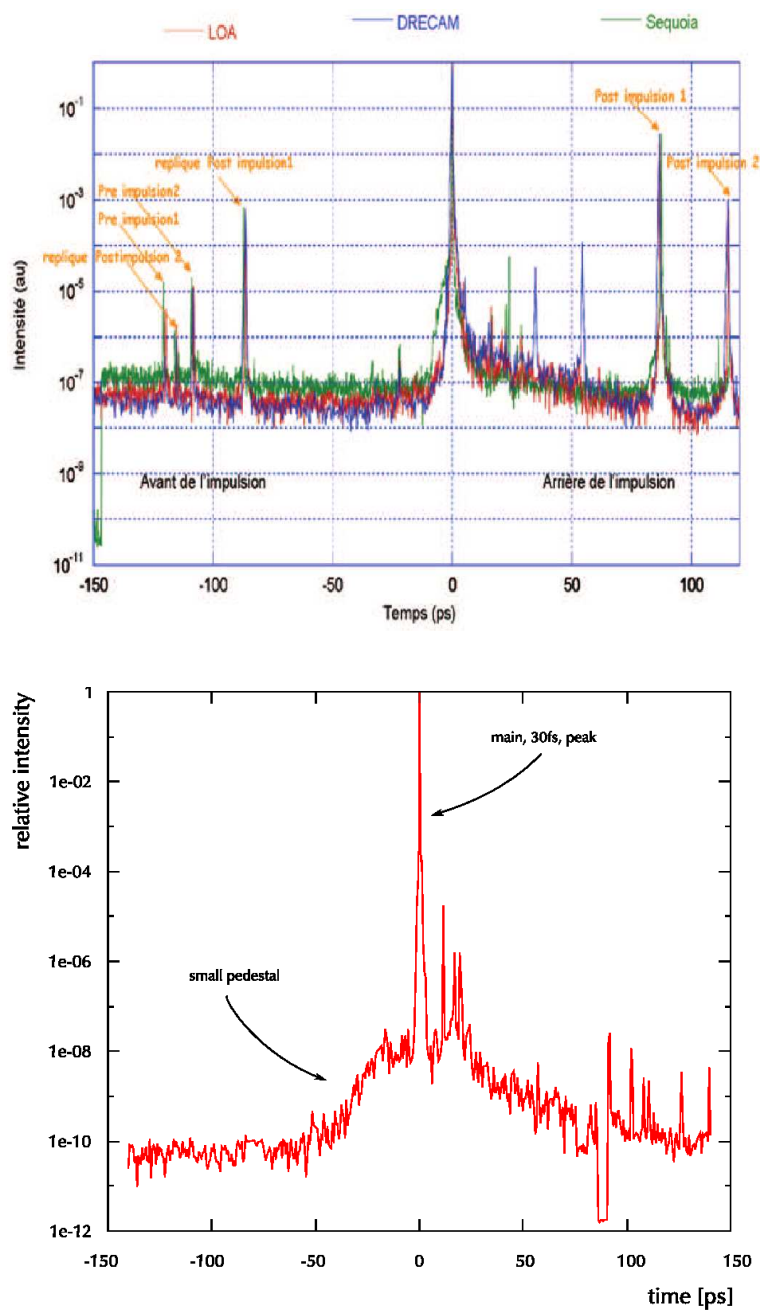 LOA DRECAM Sequoia
Post impulsion 1
replique Post impulsion1
Post impulsion 2
Pre impulsion2
Pre impulsion1
replique Postimpulsion 2
Intensité (au)
10-1
10-3
10-5
10-7
10-9
10-11
Avant de l'impulsion Arrière de l'impulsion
-150 -100 -50 0 50 100
Temps (ps)
relative intensity
1
main, 30fs, peak
1e-02
1e-04
1e-06
small pedestal
1e-08
1e-10
1e-12
-150 -100 -50 0 50 100 150
time [ps]